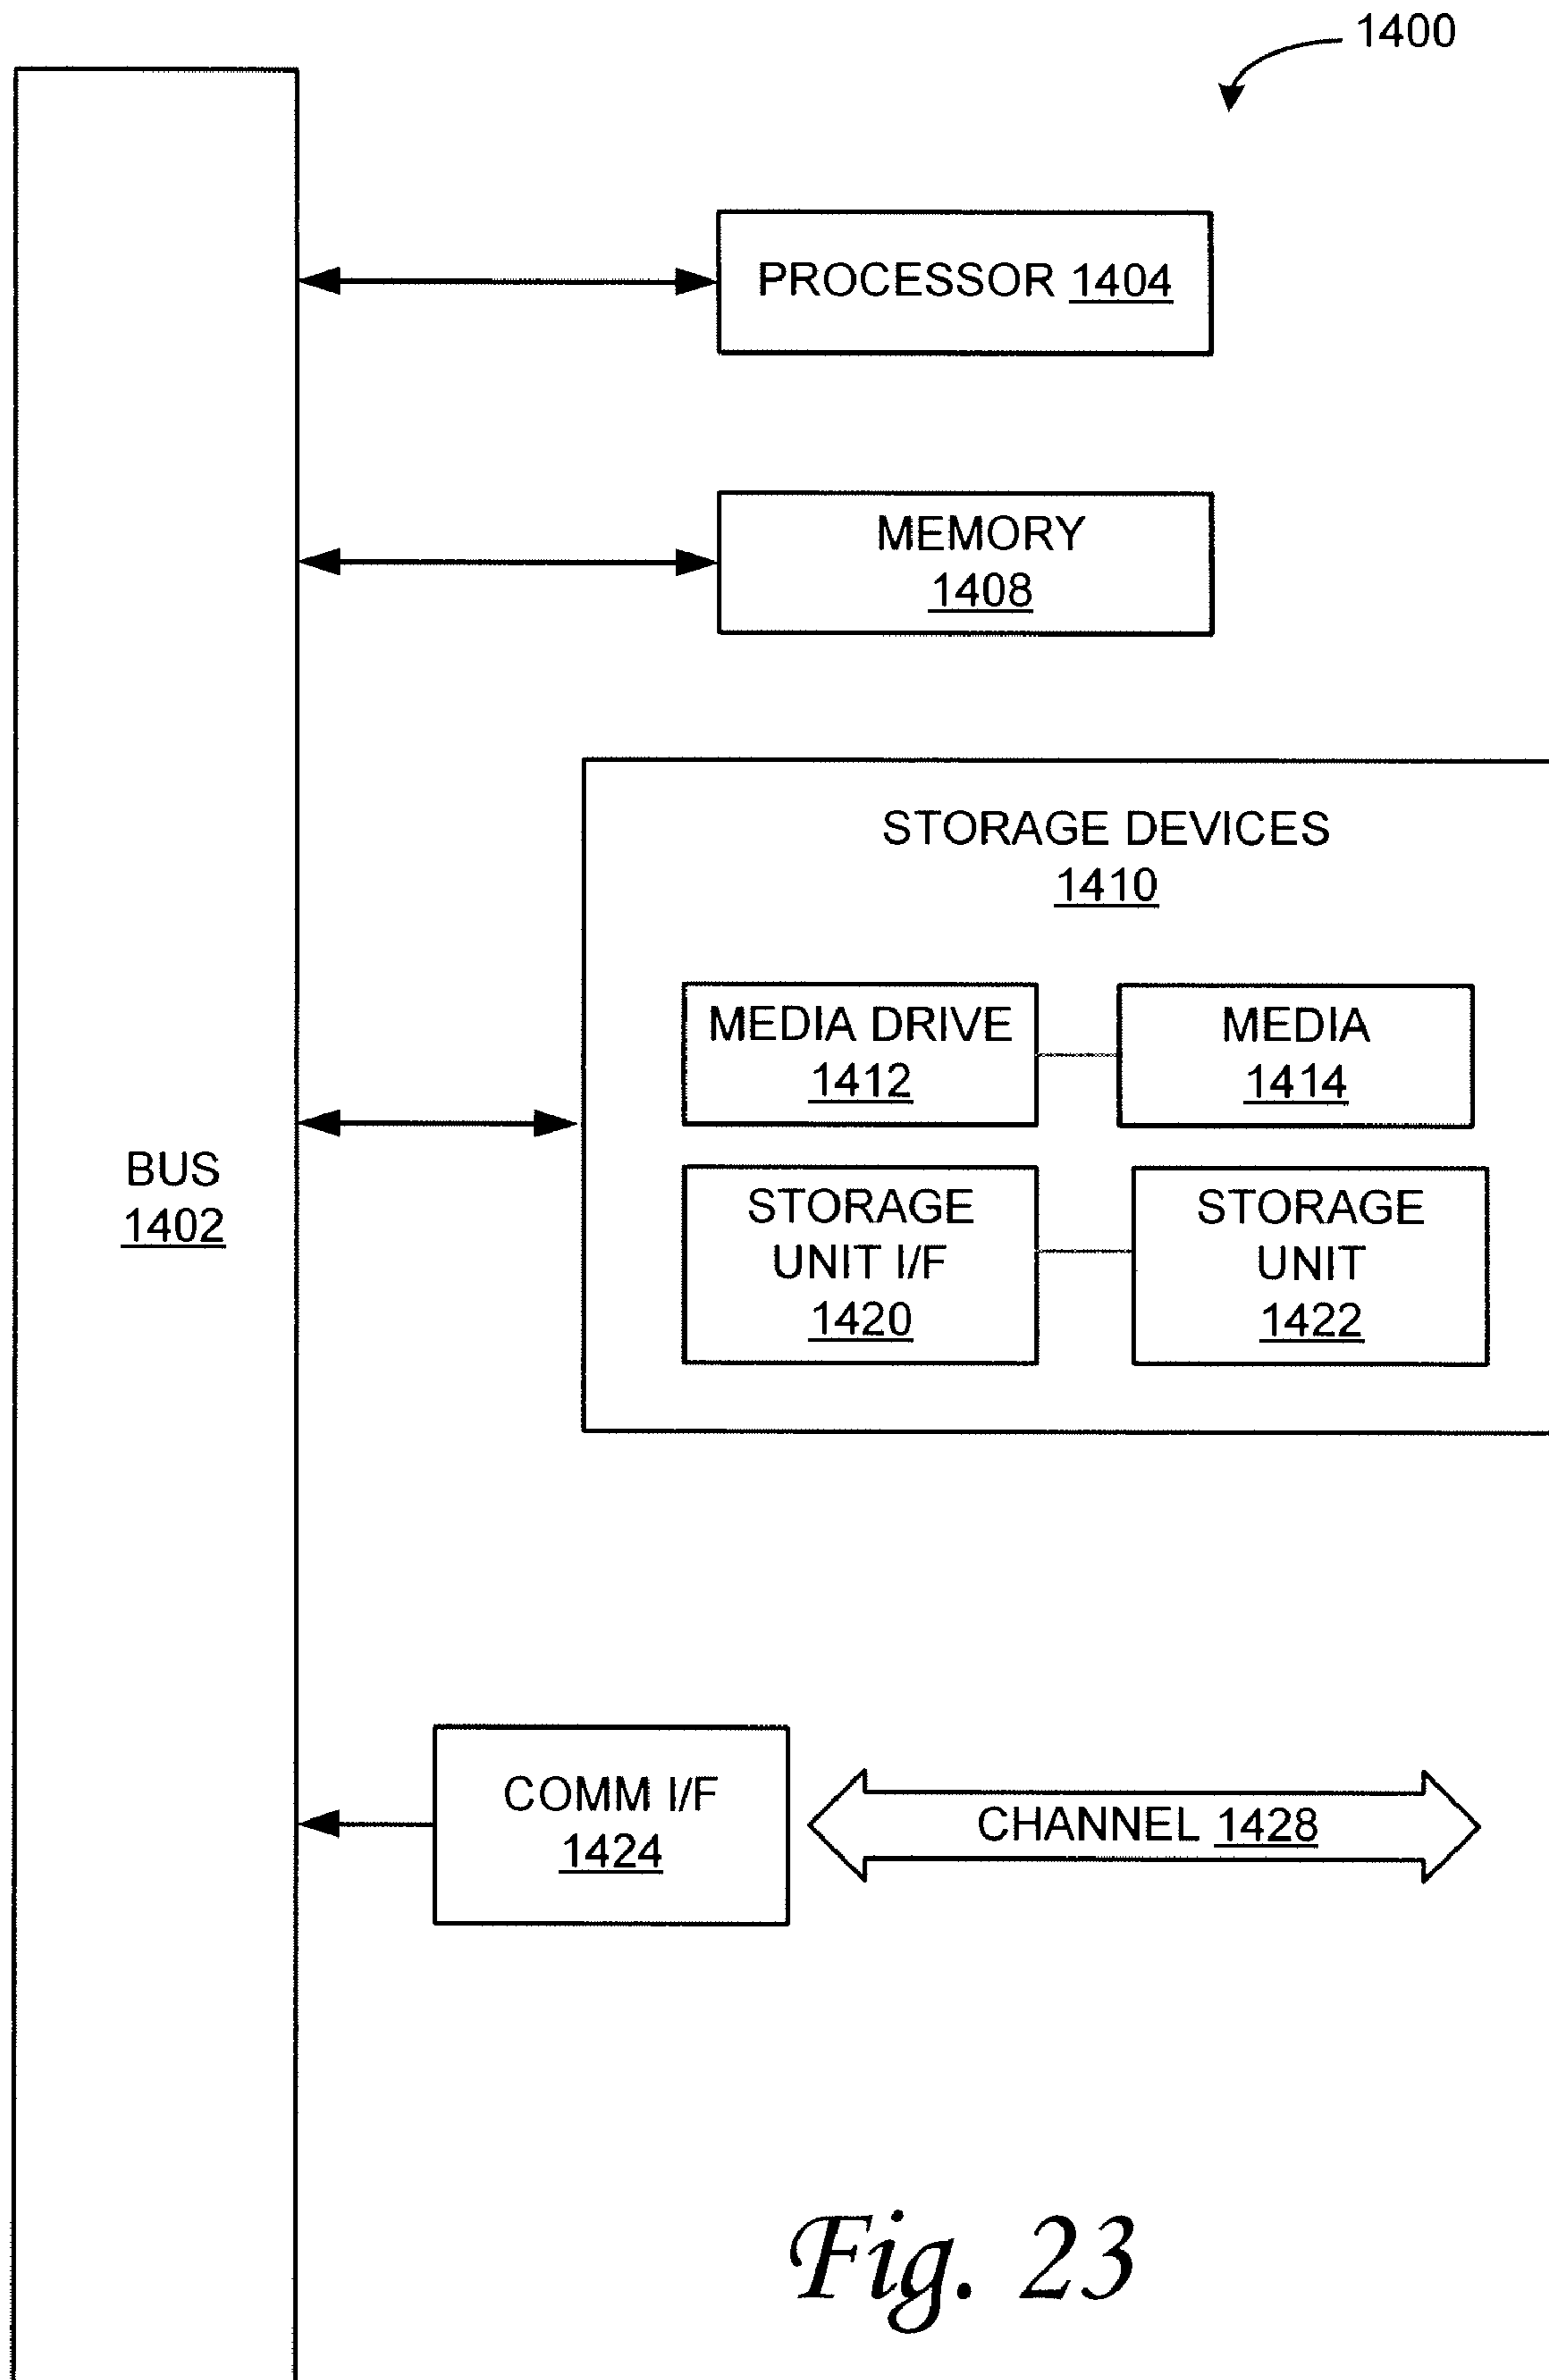 1400
PROCESSOR 1404
MEMORY
1408
STORAGE DEVICES
1410
MEDIA DRIVE
1412
MEDIA
1414
BUS
1402
STORAGE
UNIT I/F
1420
STORAGE
UNIT
1422
COMM I/F
1424
CHANNEL 1428
Fig. 23